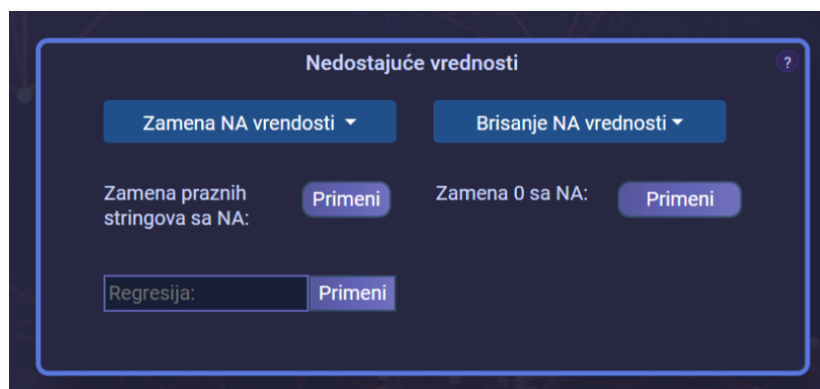 Nedostajuće vrednosti
?
Zamena NA vrendosti
Brisanje NA vrednosti
Zamena praznih
stringova sa NA:
Primeni
Zamena 0 sa NA:
Primeni
Regresija:
Primeni